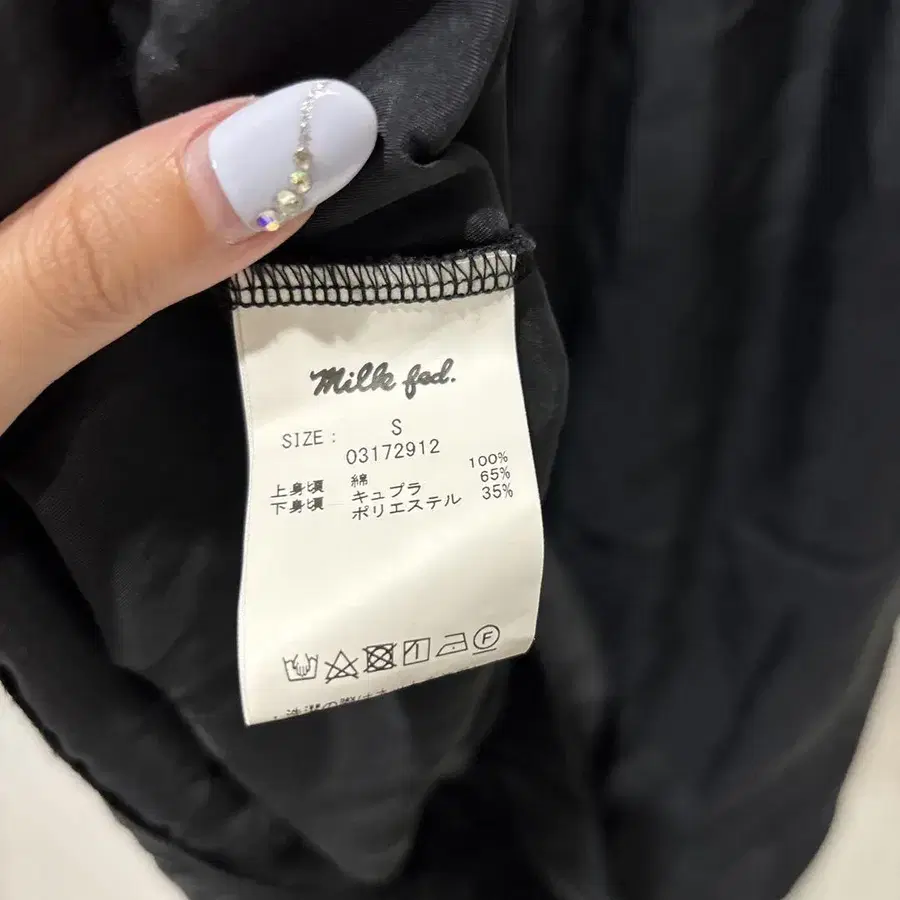 Milk fed.
SIZE : S
03172912
上身頃 綿 100%
下身頃 キュプラ 65%
ポリエステル 35%
F